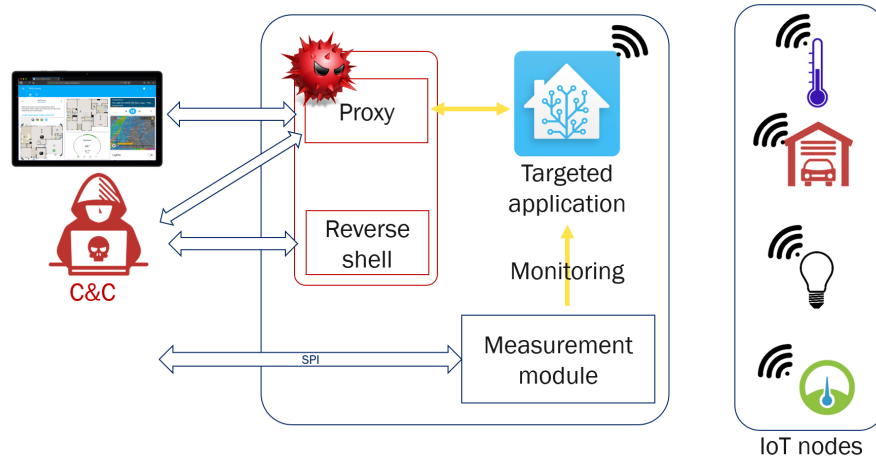 Proxy
Targeted
application
Reverse
shell
C&C
Monitoring
SPI
Measurement
module
IoT nodes